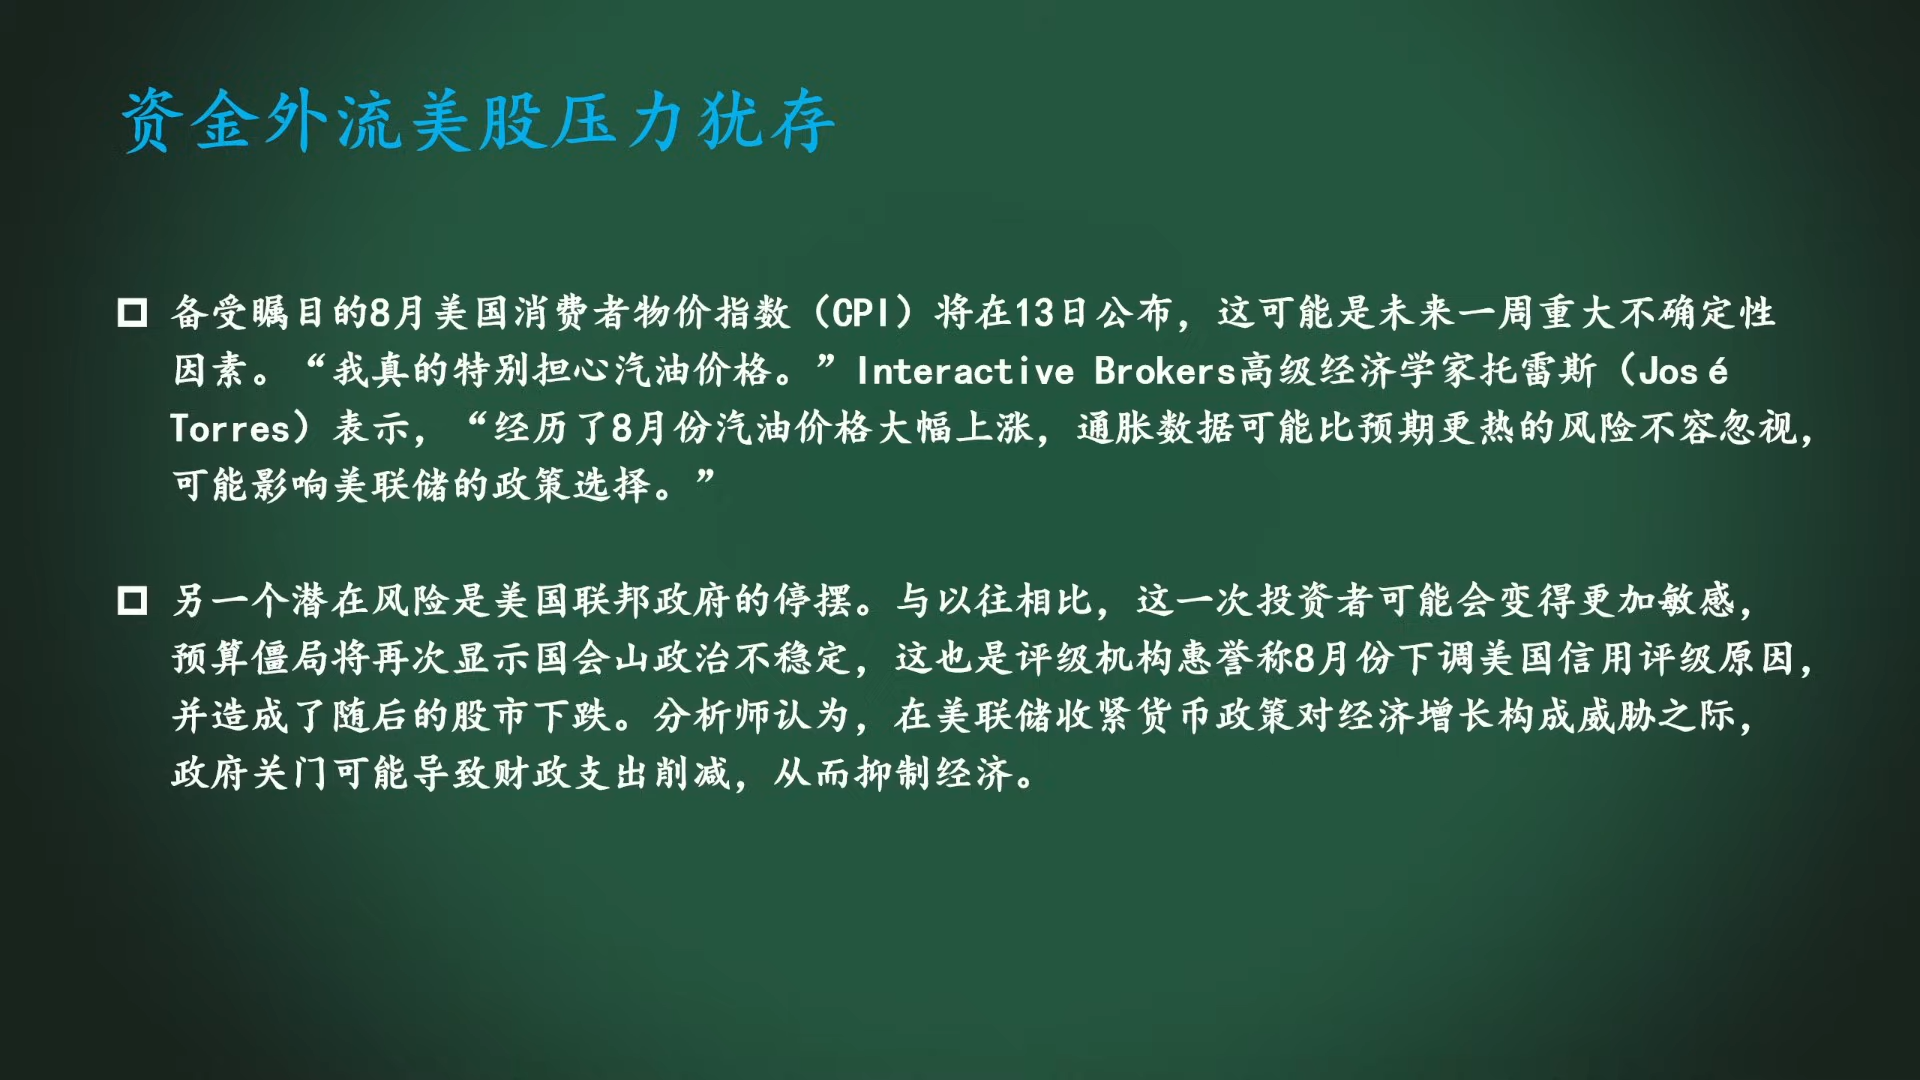 资金外流美股压力犹存
备受瞩目的8月美国消费者物价指数（CPI）将在13日公布，这可能是未来一周重大不确定性
因素。“我真的特别担心汽油价格。”Interactive Brokers高级经济学家托雷斯（José
Torres）表示，“经历了8月份汽油价格大幅上涨，通胀数据可能比预期更热的风险不容忽视，
可能影响美联储的政策选择。”
另一个潜在风险是美国联邦政府的停摆。与以往相比，这一次投资者可能会变得更加敏感，
预算僵局将再次显示国会山政治不稳定，这也是评级机构惠誉称8月份下调美国信用评级原因，
并造成了随后的股市下跌。分析师认为，在美联储收紧货币政策对经济增长构成威胁之际，
政府关门可能导致财政支出削减，从而抑制经济。